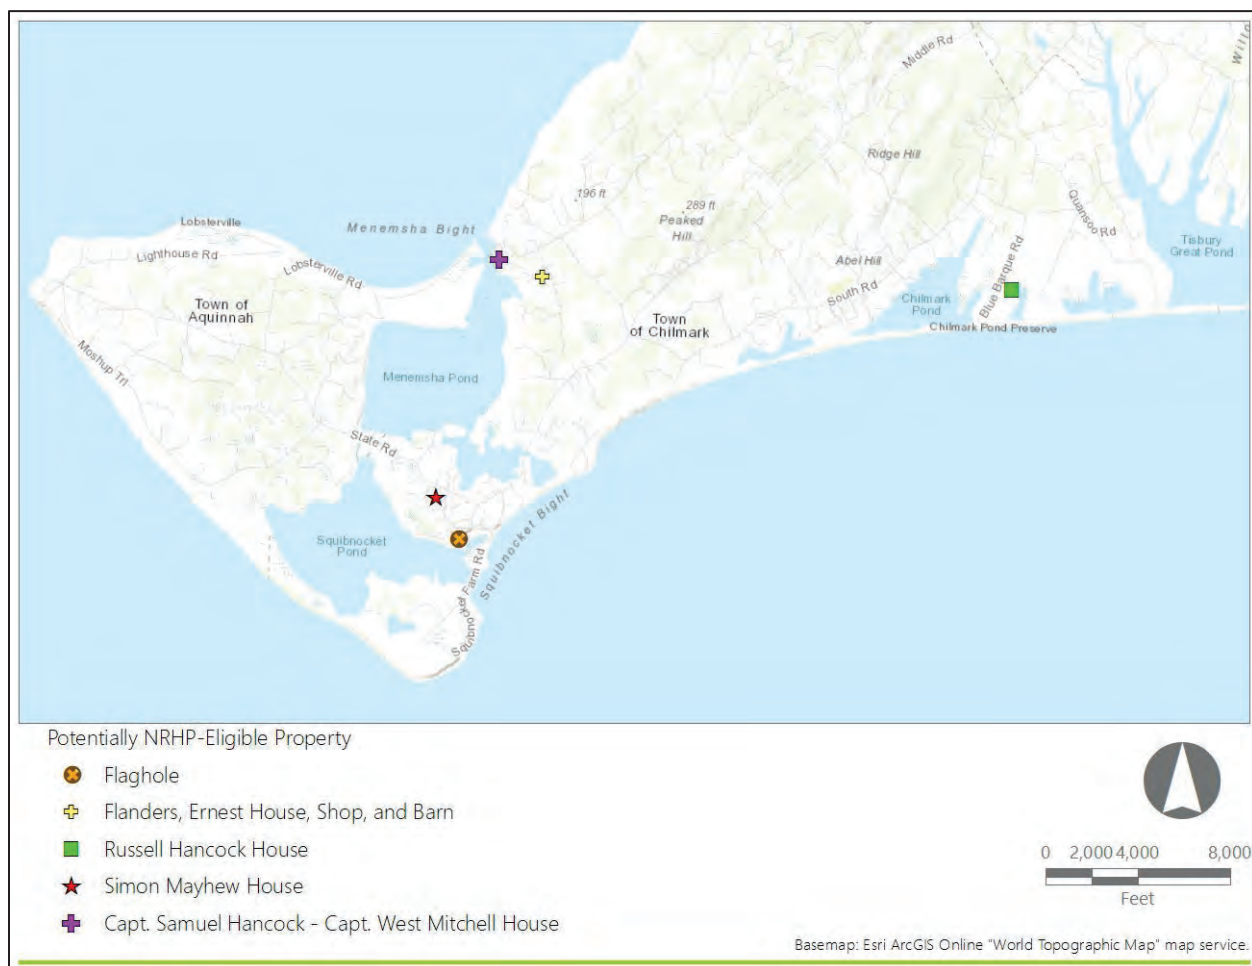 Middle Rd
Ridge Hill
196 ft
289 ft
Peaked
Hill
Quansoo Rd
Lobsterville
Menemsha Bight
Lighthouse Rd
Lobsterville Rd
Tisbury
Great Pond
Abel Hill
Blue Barque Rd
South Rd
Chilmark
Pond
Town of
Aquinnah
Town
of Chilmark
Chilmark Pond Preserve
Moshup Trl
Menemsha Pond
State Rd
Squibnocket Bight
Squibnocket
Pond
Squibnocket Farm Rd
Potentially NRHP-Eligible Property
Flaghole
Flanders, Ernest House, Shop, and Barn
Russell Hancock House
Simon Mayhew House
Capt. Samuel Hancock - Capt. West Mitchell House
0 2,000 4,000 8,000
Feet
Basemap: Esri ArcGIS Online "World Topographic Map" map service.